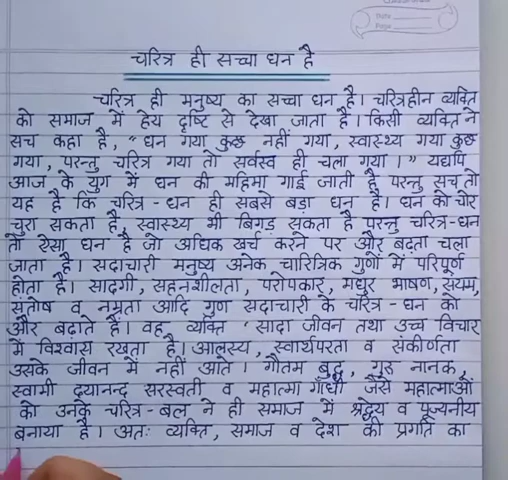 चरित्र ही सच्चा धन है
चरित्र ही मनुष्य का सच्चा धन है। चरित्रहीन व्यक्ति
को समाज में हेय दृष्टि से देखा जाता है। किसी व्यक्ति ने
सच कहा है, "धन गया कुछ नहीं गया, स्वास्थ्य गया कुछ
गया, परन्तु चरित्र गया तो सर्वस्व ही चला गया।" यद्यपि
आज के युग में धन की महिमा गाई जाती है परन्तु सच तो
यह है कि चरित्र-धन ही सबसे बड़ा धन है। धन को चोर
चुरा सकता है, स्वास्थ्य भी बिगड़ सकता है परन्तु चरित्र-धन
तो ऐसा धन है जो अधिक खर्च करने पर और बढ़ता चला
जाता है। सदाचारी मनुष्य अनेक चारित्रिक गुणों में परिपूर्ण
होता है। सादगी, सहनशीलता, परोपकार, मधुर भाषण, संयम,
संतोष व नम्रता आदि गुण सदाचारी के चरित्र-धन को
और बढ़ाते हैं। वह व्यक्ति 'सादा जीवन तथा उच्च विचार
में विश्वास रखता है। आलस्य, स्वार्थपरता व संकीर्णता
उसके जीवन में नहीं आते। गौतम बुद्ध, गुरु नानक,
स्वामी दयानन्द सरस्वती व महात्मा गाँधी जैसे महात्माओं
को उनके चरित्र-बल ने ही समाज में श्रद्धेय व पूज्यनीय
बनाया है। अतः व्यक्ति, समाज व देश की प्रगति का